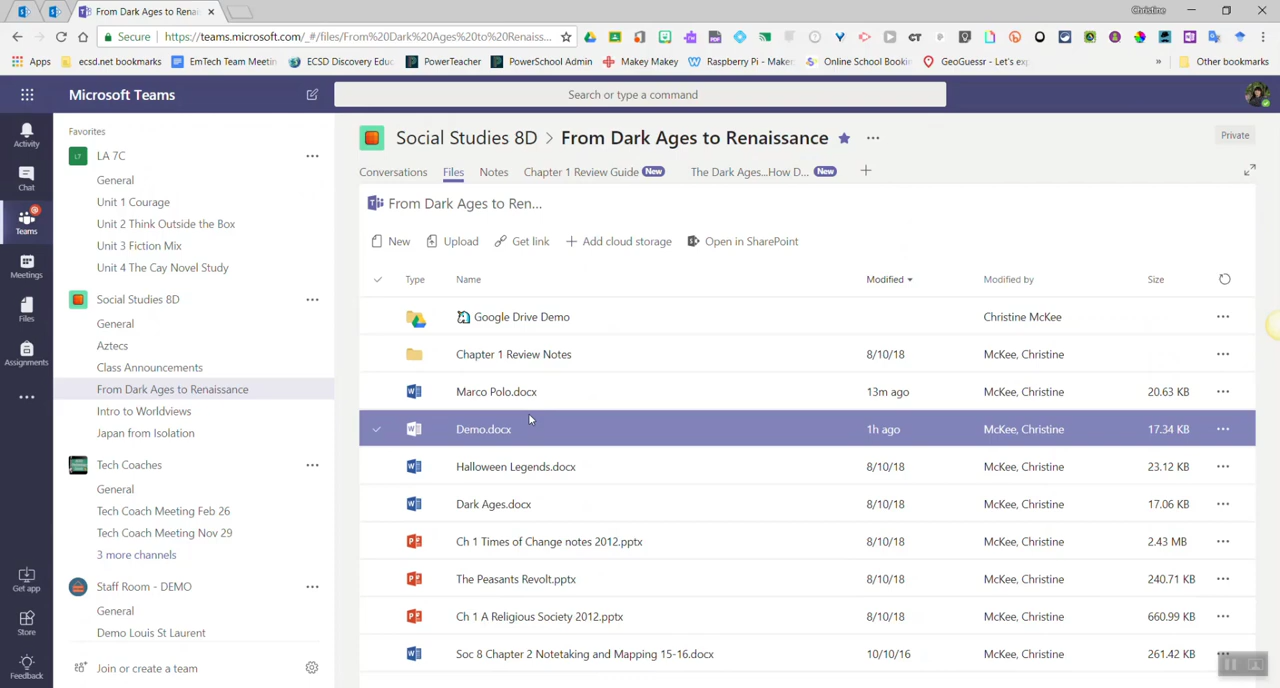 From Dark Ages to Renai
Christine
Secure
https://teams.microsoft.com/_#/files/From%20Dark%20Ages%20to%20Renaiss...
Apps
ecsd.net bookmarks
EmTech Team Meetin
ECSD Discovery Educ
PowerTeacher
PowerSchool Admin
Makey Makey
Raspberry Pi - Make
Online School Bookin
GeoGuessr - Let's exp
»
Other bookmarks
Microsoft Teams
Search or type a command
Activity
Chat
Teams
Meetings
Files
Assignments
Get app
Store
Feedback
Favorites
LA 7C
General
Unit 1 Courage
Unit 2 Think Outside the Box
Unit 3 Fiction Mix
Unit 4 The Cay Novel Study
Social Studies 8D
General
Aztecs
Class Announcements
From Dark Ages to Renaissance
Intro to Worldviews
Japan from Isolation
Tech Coaches
General
Tech Coach Meeting Feb 26
Tech Coach Meeting Nov 29
3 more channels
Staff Room - DEMO
General
Demo Louis St Laurent
Join or create a team
Social Studies 8D > From Dark Ages to Renaissance
Private
Conversations Files Notes Chapter 1 Review Guide New The Dark Ages...How D... New
From Dark Ages to Ren...
New Upload Get link Add cloud storage Open in SharePoint
Type Name Modified Modified by Size
Google Drive Demo Christine McKee
Chapter 1 Review Notes 8/10/18 McKee, Christine
Marco Polo.docx 13m ago McKee, Christine 20.63 KB
Demo.docx 1h ago McKee, Christine 17.34 KB
Halloween Legends.docx 8/10/18 McKee, Christine 23.12 KB
Dark Ages.docx 8/10/18 McKee, Christine 17.06 KB
Ch 1 Times of Change notes 2012.pptx 8/10/18 McKee, Christine 2.43 MB
The Peasants Revolt.pptx 8/10/18 McKee, Christine 240.71 KB
Ch 1 A Religious Society 2012.pptx 8/10/18 McKee, Christine 660.99 KB
Soc 8 Chapter 2 Notetaking and Mapping 15-16.docx 10/10/16 McKee, Christine 261.42 KB